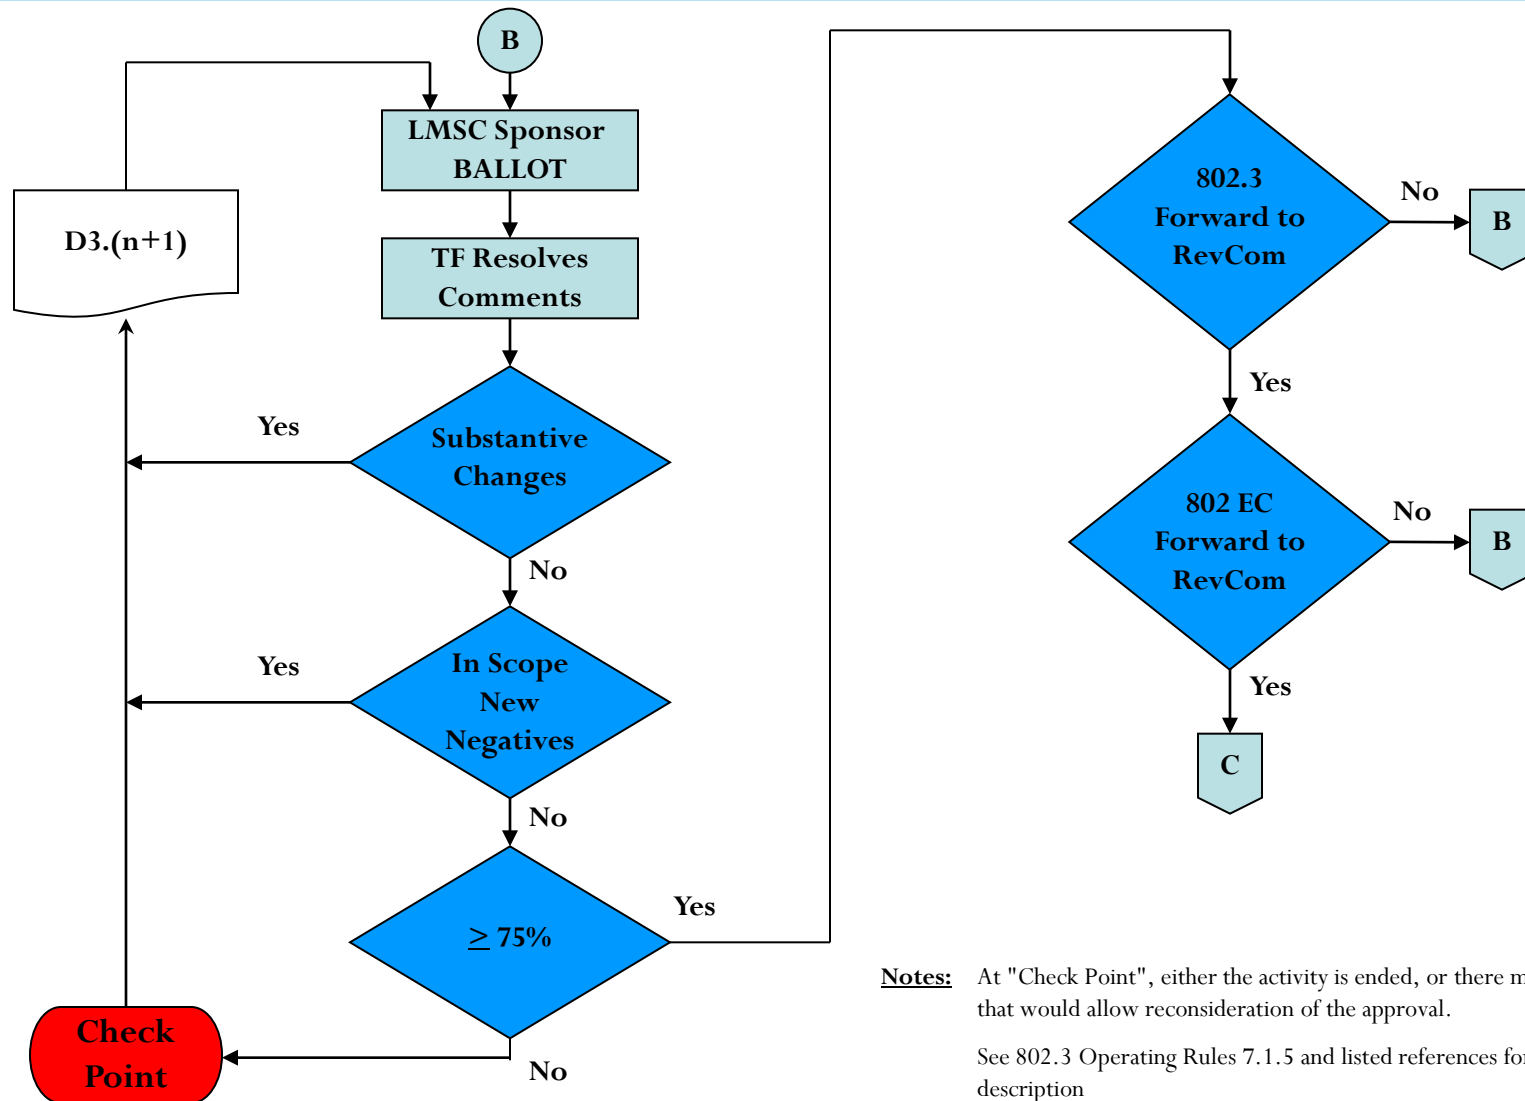 B
LMSC Sponsor
BALLOT
D3.(n+1)
TF Resolves
Comments
Yes
Substantive
Changes
No
Yes
In Scope
New
Negatives
No
≥ 75%
Yes
No
Check
Point
802.3
Forward to
RevCom
No
B
Yes
802 EC
Forward to
RevCom
No
B
Yes
C
Notes: At "Check Point", either the activity is ended, or there
that would allow reconsideration of the approval.
See 802.3 Operating Rules 7.1.5 and listed references for
description